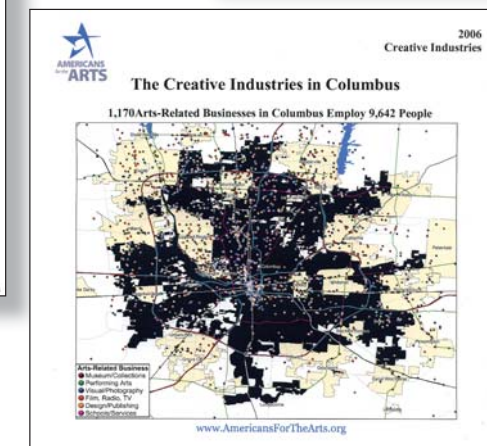 AMERICANS
for the ARTS
2006
Creative Industries
The Creative Industries in Columbus
1,170Arts-Related Businesses in Columbus Employ 9,642 People
Arts-Related Business
Museum/Collections
Performing Arts
Visual/Photography
Film, Radio, TV
Design/Publishing
Schools/Services
www.AmericansForTheArts.org